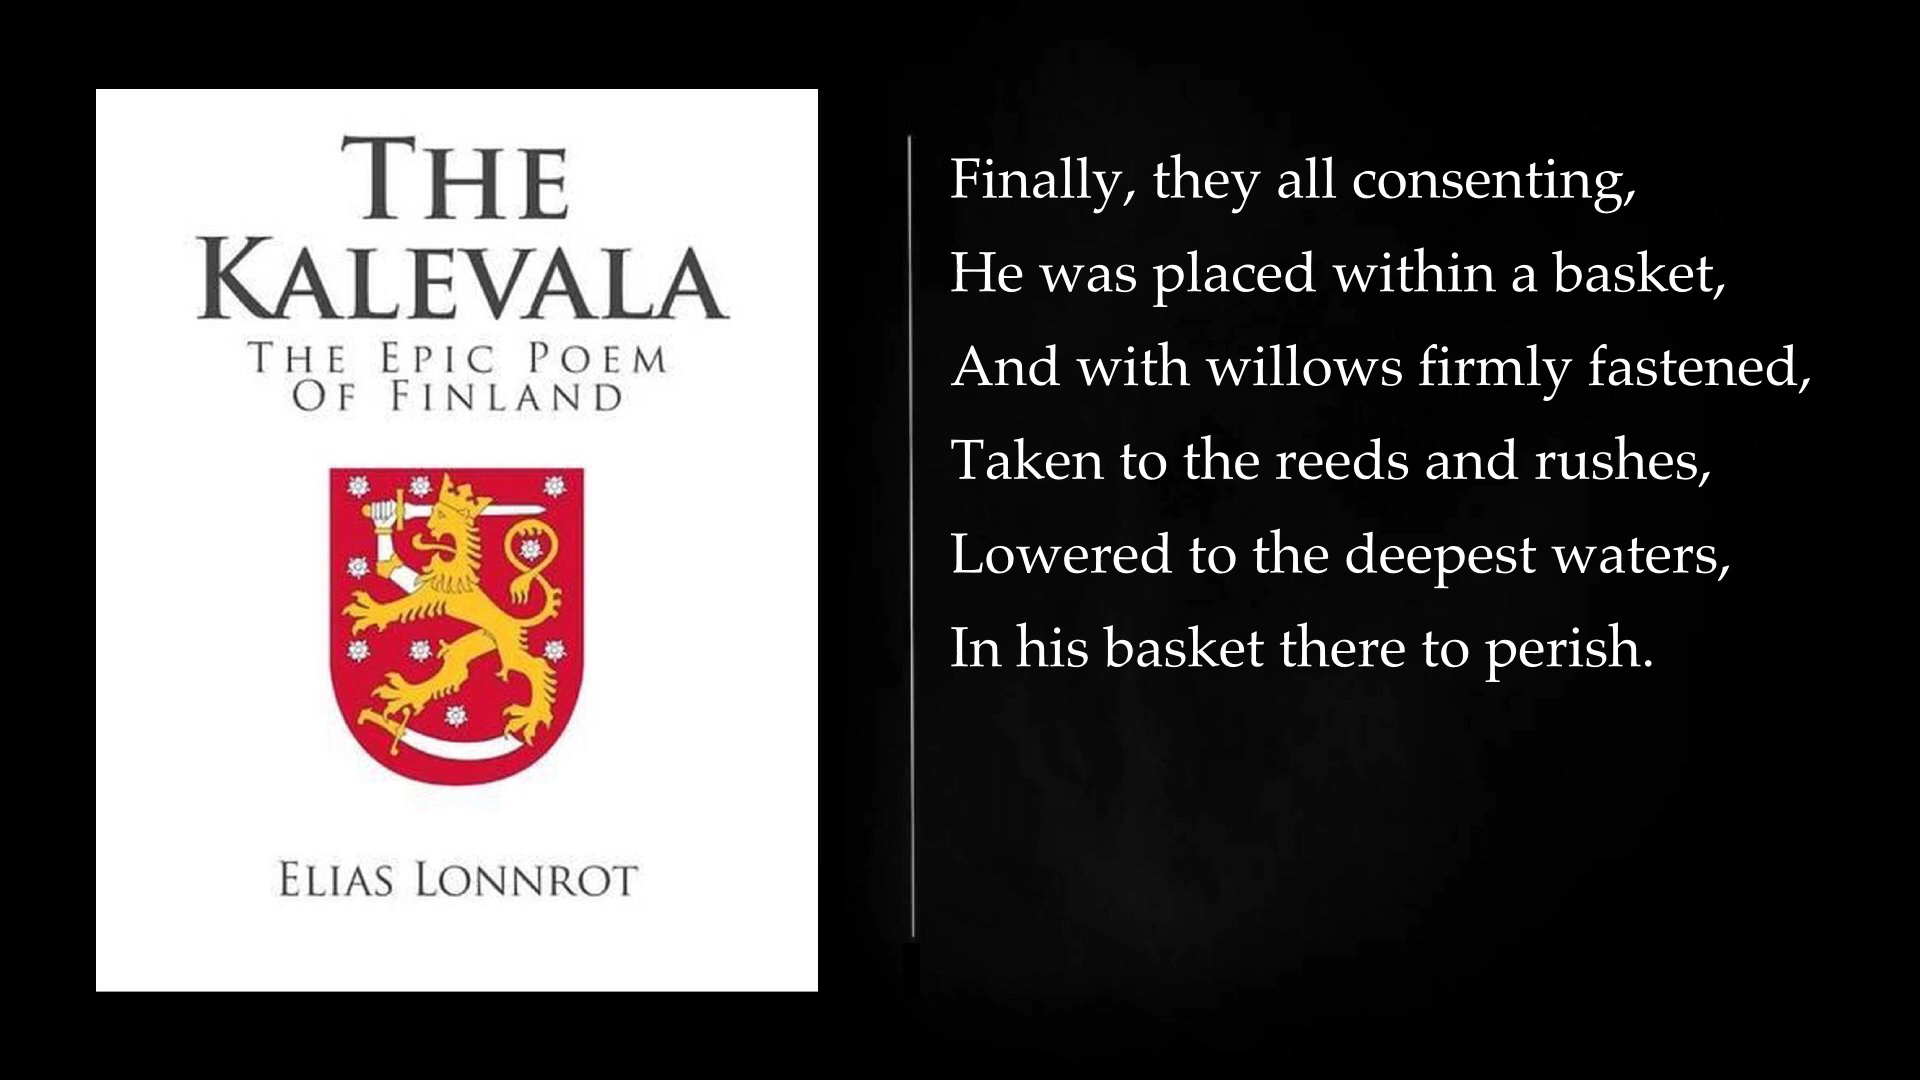 THE
KALEVALA
THE EPIC POEM
OF FINLAND
ELIAS LONNROT
Finally, they all consenting,
He was placed within a basket,
And with willows firmly fastened,
Taken to the reeds and rushes,
Lowered to the deepest waters,
In his basket there to perish.